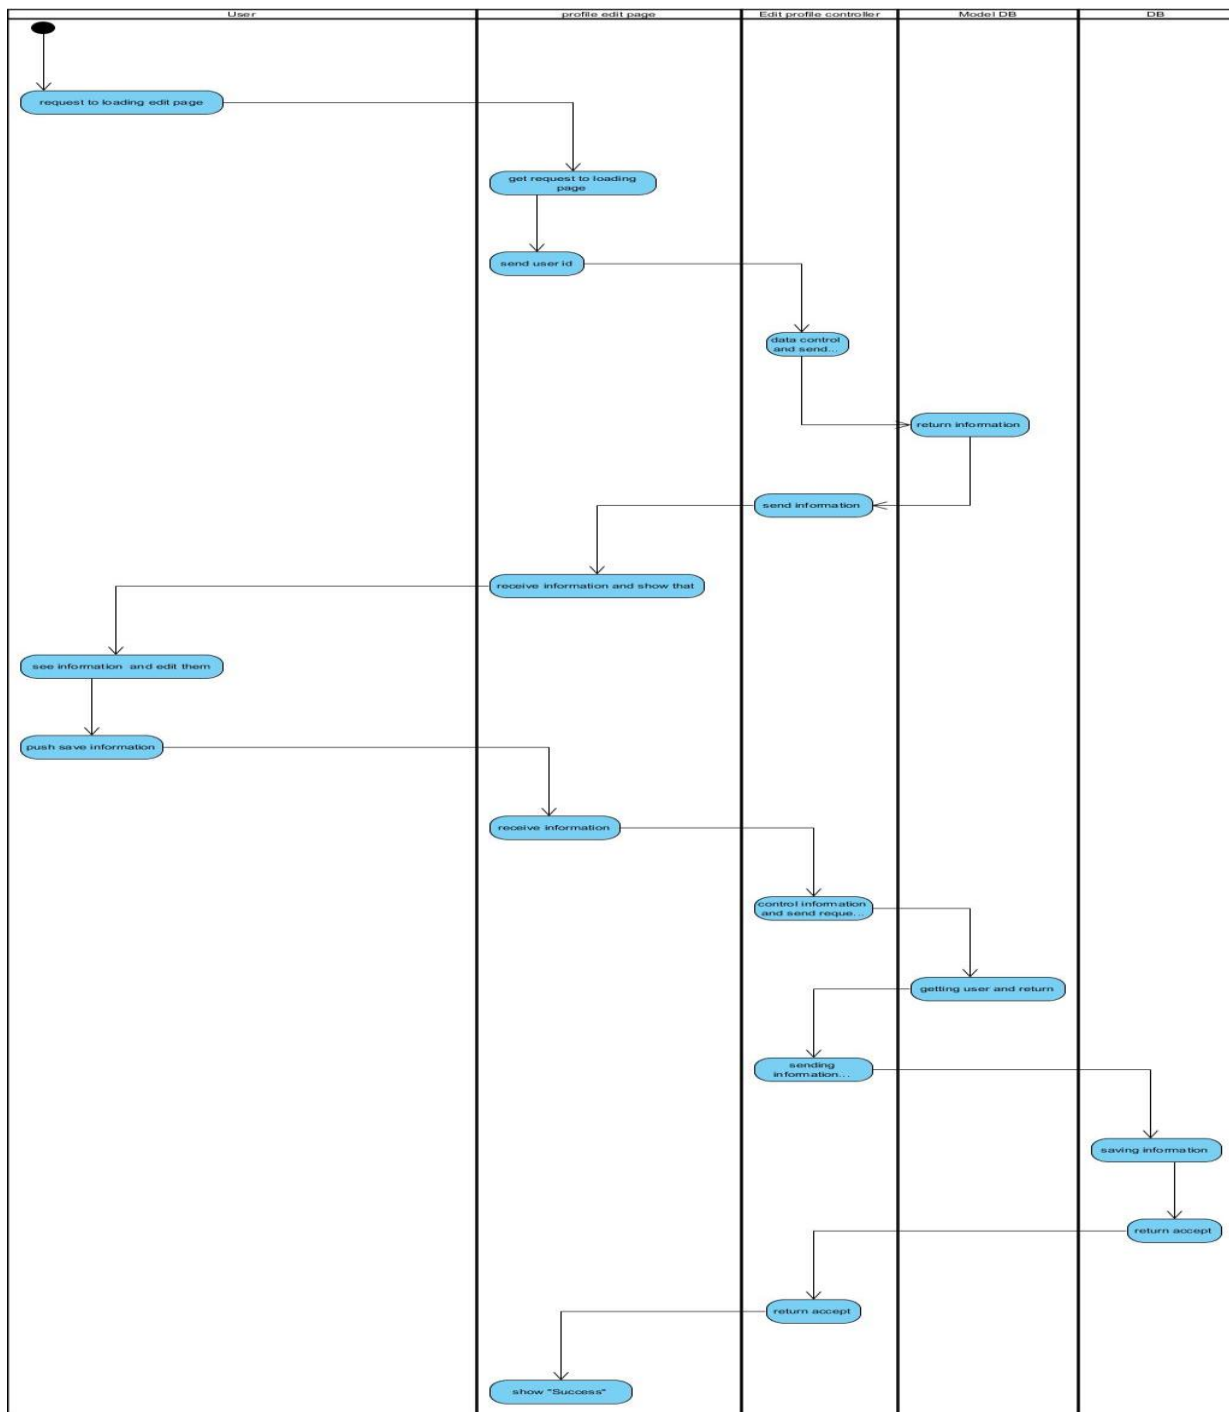 User
profile edit page
Edit profile controller
Model DB
DB
request to loading edit page
get request to loading
page
send user id
data control
and send...
return information
send information
receive information and show that
see information and edit them
push save information
receive information
control information
and send reque...
getting user and return
sending
information...
saving information
return accept
return accept
show "Success"